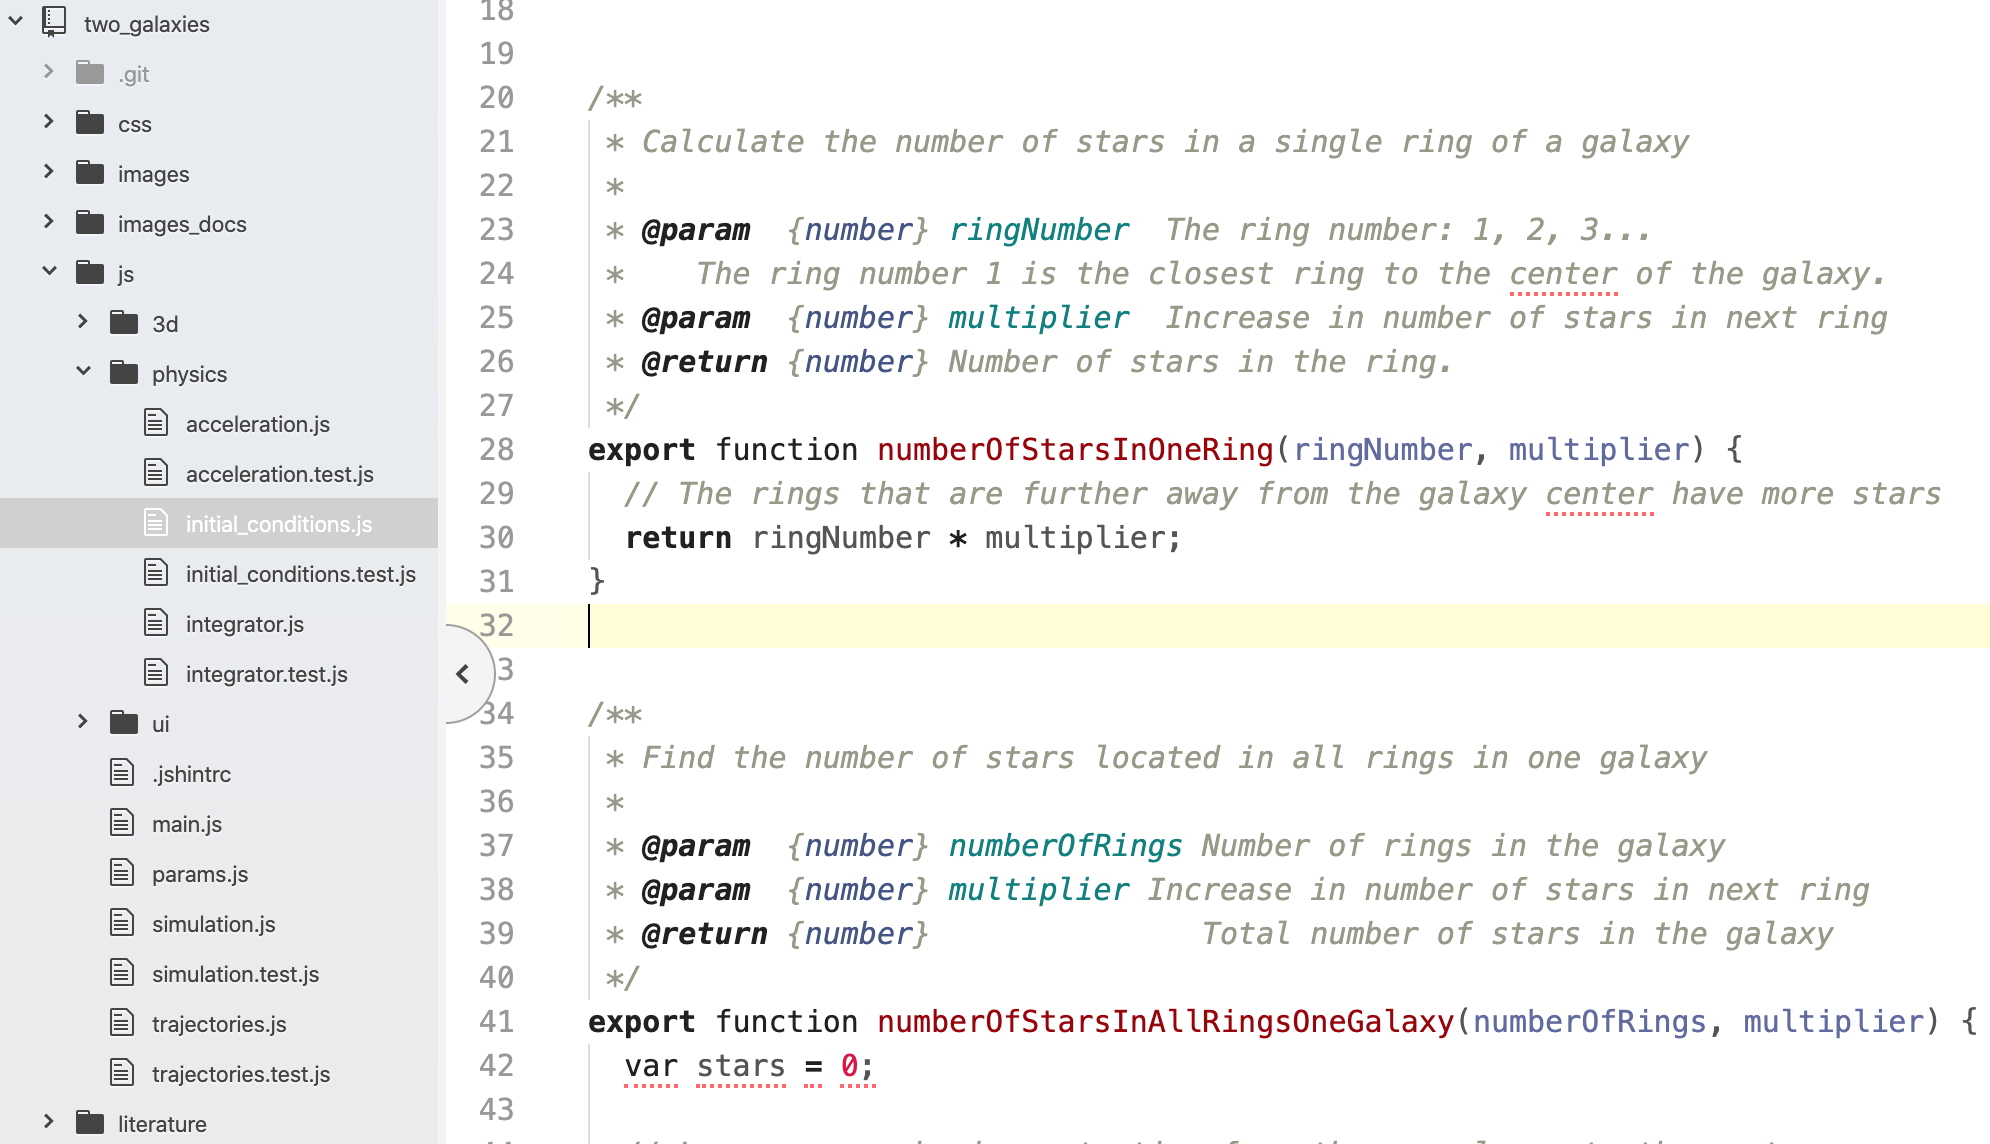 two_galaxies
.git
css
images
images_docs
js
3d
physics
acceleration.js
acceleration.test.js
initial_conditions.js
initial_conditions.test.js
integrator.js
integrator.test.js
ui
.jshintrc
main.js
params.js
simulation.js
simulation.test.js
trajectories.js
trajectories.test.js
literature
18
19
20 /**
21 * Calculate the number of stars in a single ring of a galaxy
22 *
23 * @param  {number} ringNumber  The ring number: 1, 2, 3...
24 *    The ring number 1 is the closest ring to the center of the galaxy.
25 * @param  {number} multiplier  Increase in number of stars in next ring
26 * @return {number} Number of stars in the ring.
27 */
28 export function numberOfStarsInOneRing(ringNumber, multiplier) {
29 // The rings that are further away from the galaxy center have more stars
30 return ringNumber * multiplier;
31 }
32
3
34 /**
35 * Find the number of stars located in all rings in one galaxy
36 *
37 * @param  {number} numberOfRings Number of rings in the galaxy
38 * @param  {number} multiplier Increase in number of stars in next ring
39 * @return {number}               Total number of stars in the galaxy
40 */
41 export function numberOfStarsInAllRingsOneGalaxy(numberOfRings, multiplier) {
42 var stars = 0;
43